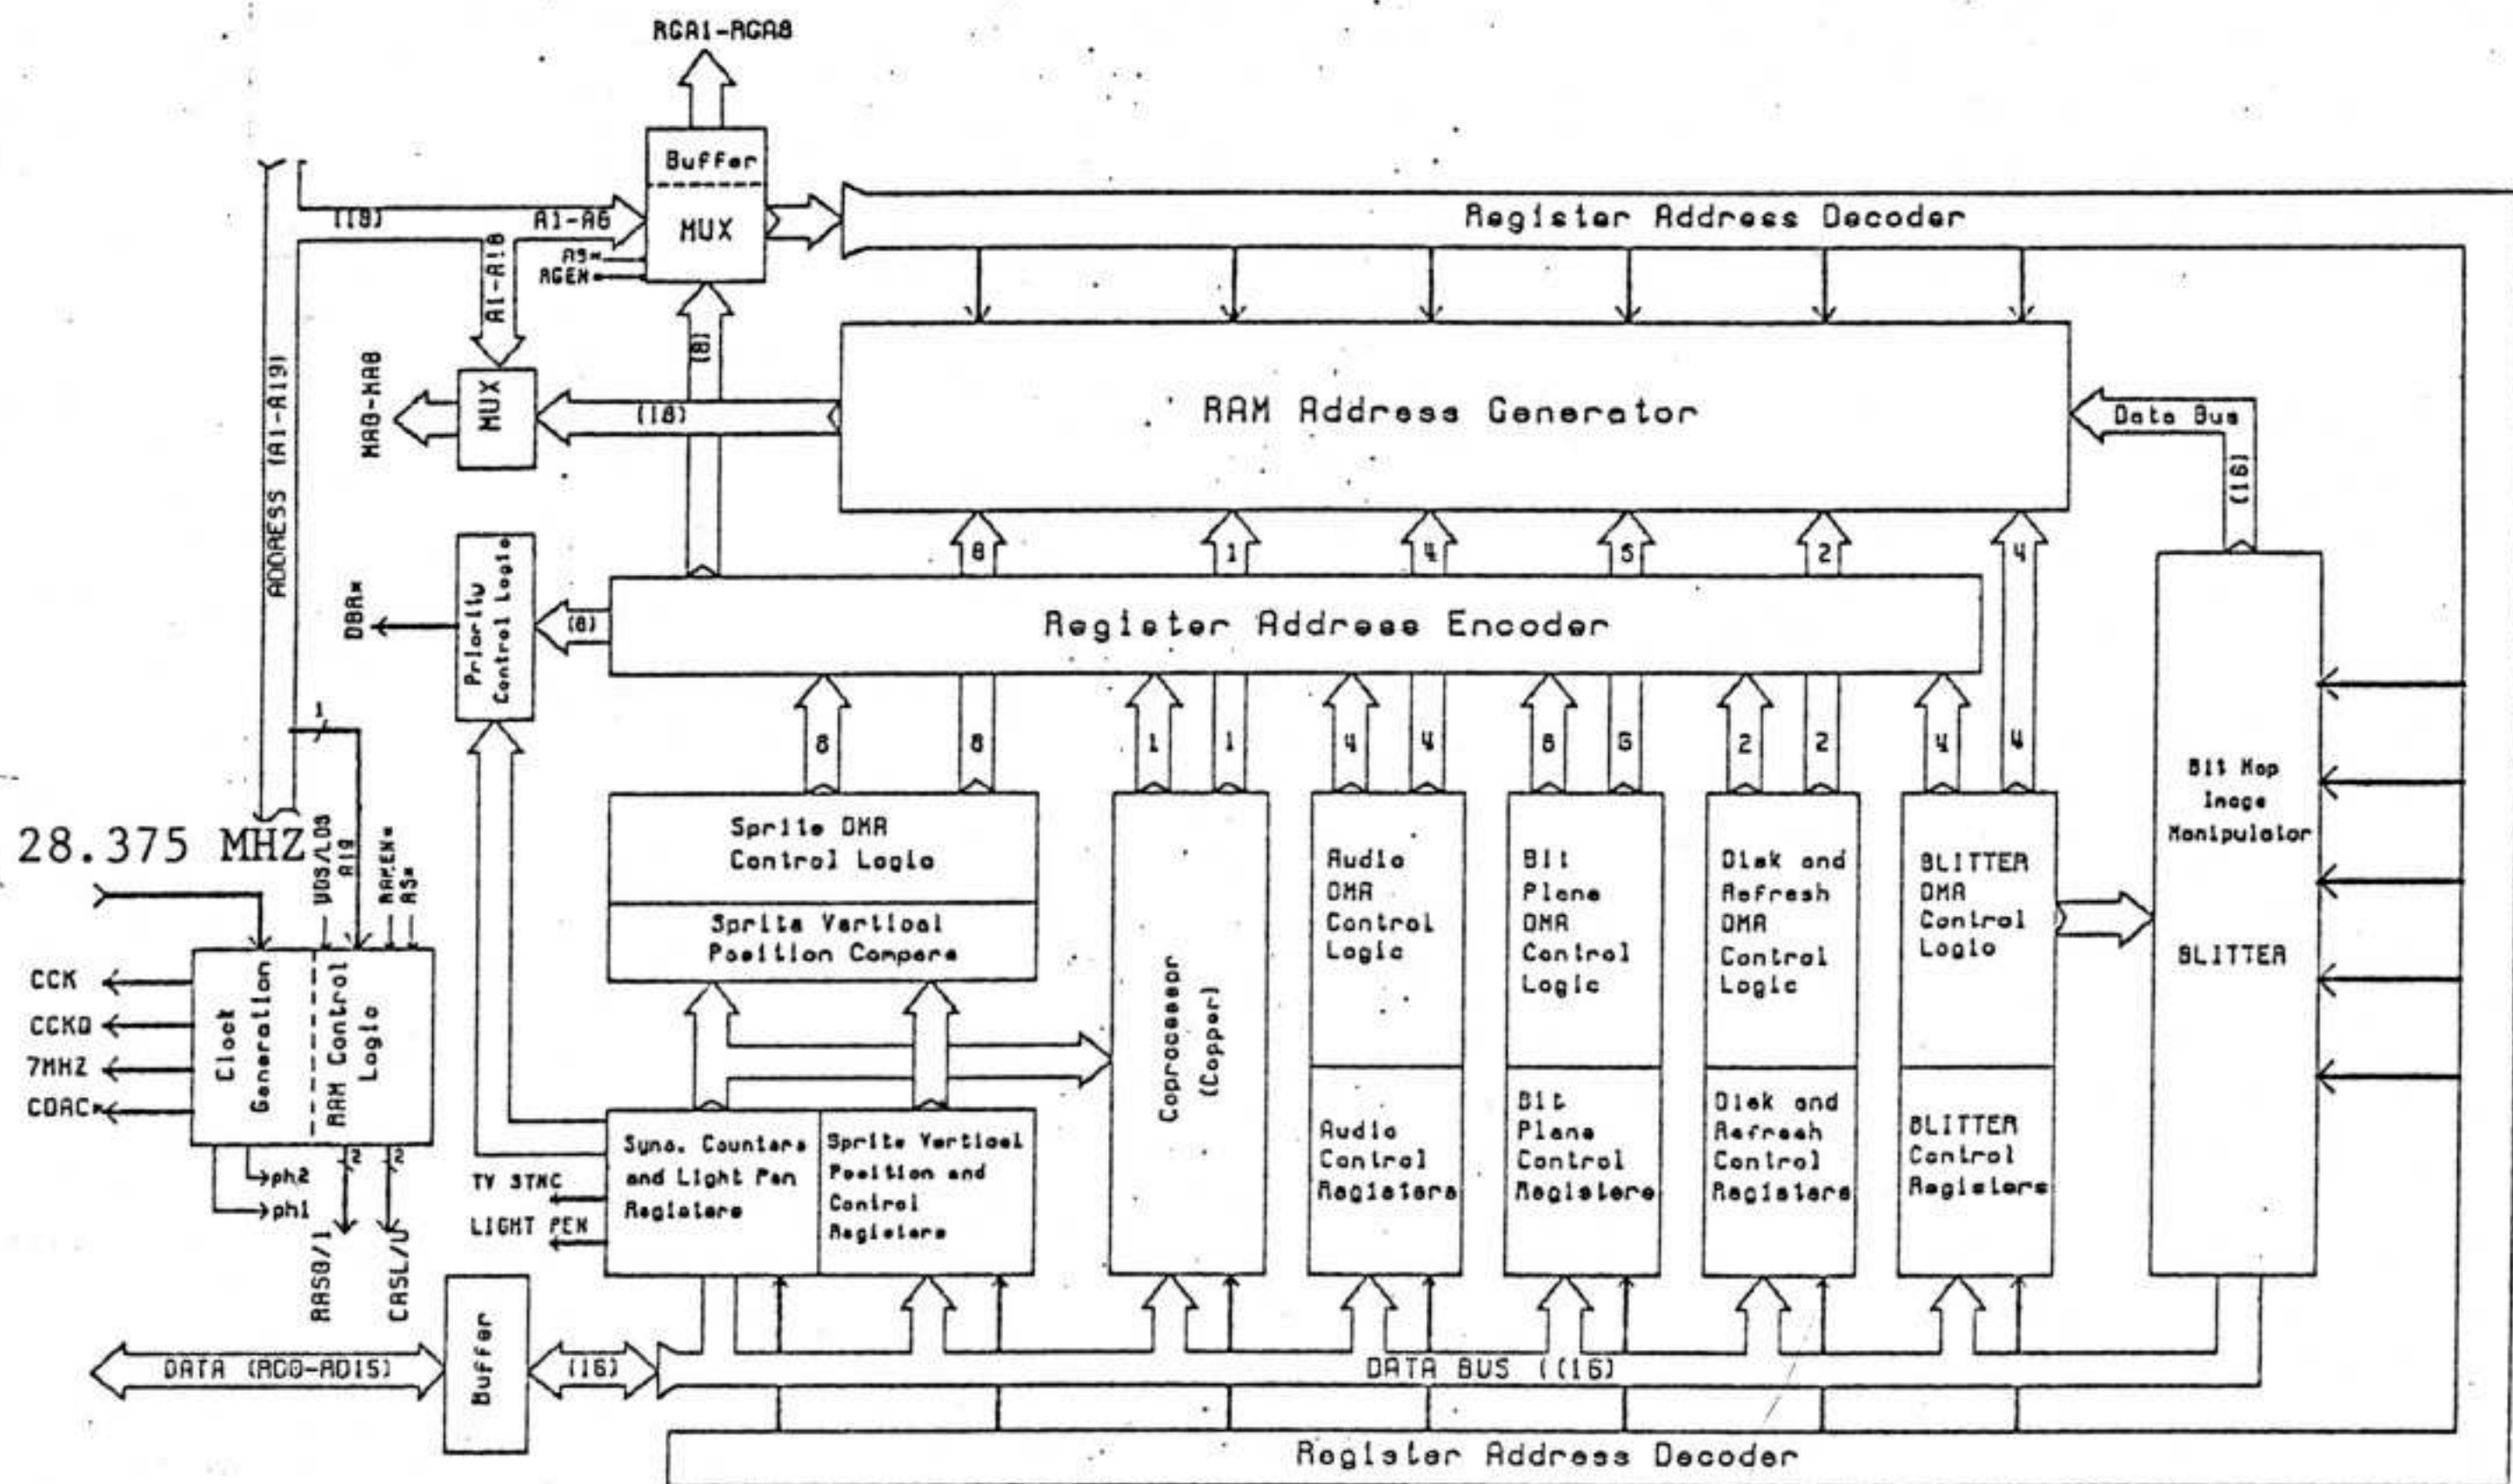 RGA1-RGA8
Buffer
MUX
(19)
A1-A8
AS*
RGEN
A1-A18
Register Address Decoder
ADDRESS (A1-A19)
MA0-MA8
MUX
(18)
(8)
RAM Address Generator
Data Bus
(16)
8
1
4
2
4
DBR*
Priority
Control Logic
Register Address Encoder
8
8
1
1
4
4
2
2
4
4
1
28.375 MHZ
UDS/LDS
A19
RAMEN*
AS*
CCK
CCKQ
7MHZ
CDAC*
Clock
Generation
RAM Control
Logic
ph2
ph1
2
2
RAS0/1
CASL/U
Sprite DMA
Control Logic
Sprite Vertical
Position Compare
Sync. Counters
and Light Pen
Registers
Sprite Vertical
Position and
Control
Registers
TV SYNC
LIGHT PEN
Coprocessor
(Copper)
Audio
DMA
Control
Logic
Audio
Control
Registers
Bit
Plane
DMA
Control
Logic
Bit
Plane
Control
Registers
Disk and
Refresh
DMA
Control
Logic
Disk and
Refresh
Control
Registers
BLITTER
DMA
Control
Logic
BLITTER
Control
Registers
Bit Map
Image
Manipulator
BLITTER
DATA (RD0-RD15)
Buffer
(16)
DATA BUS ((16)
Register Address Decoder